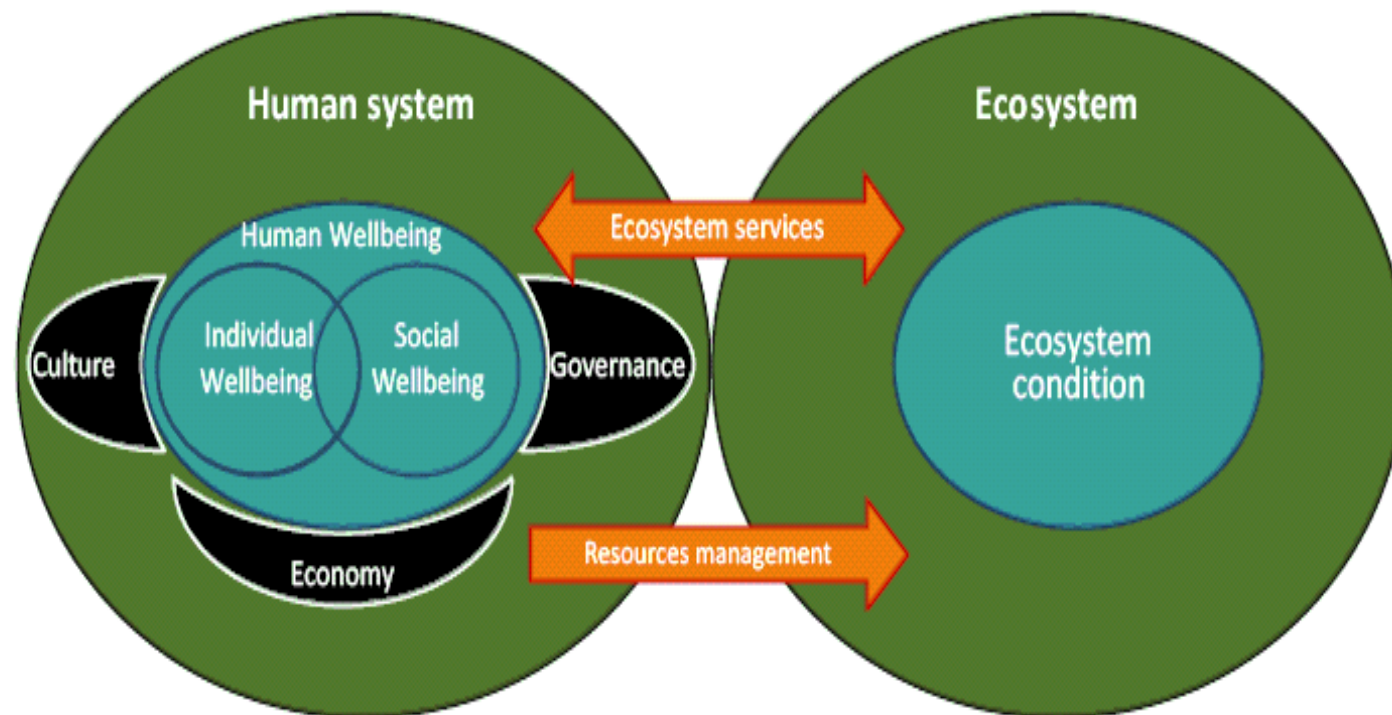 Human system
Ecosystem
Ecosystem services
Human Wellbeing
Individual
Wellbeing
Social
Wellbeing
Culture
Governance
Ecosystem
condition
Resources management
Economy